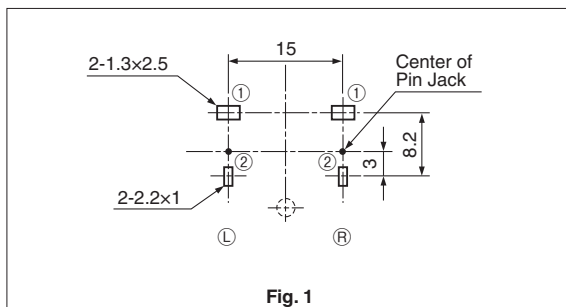 15
2-1.3×2.5
Center of
Pin Jack
① ①
8.2
3
② ②
2-2.2×1
Ⓛ Ⓡ
Fig. 1